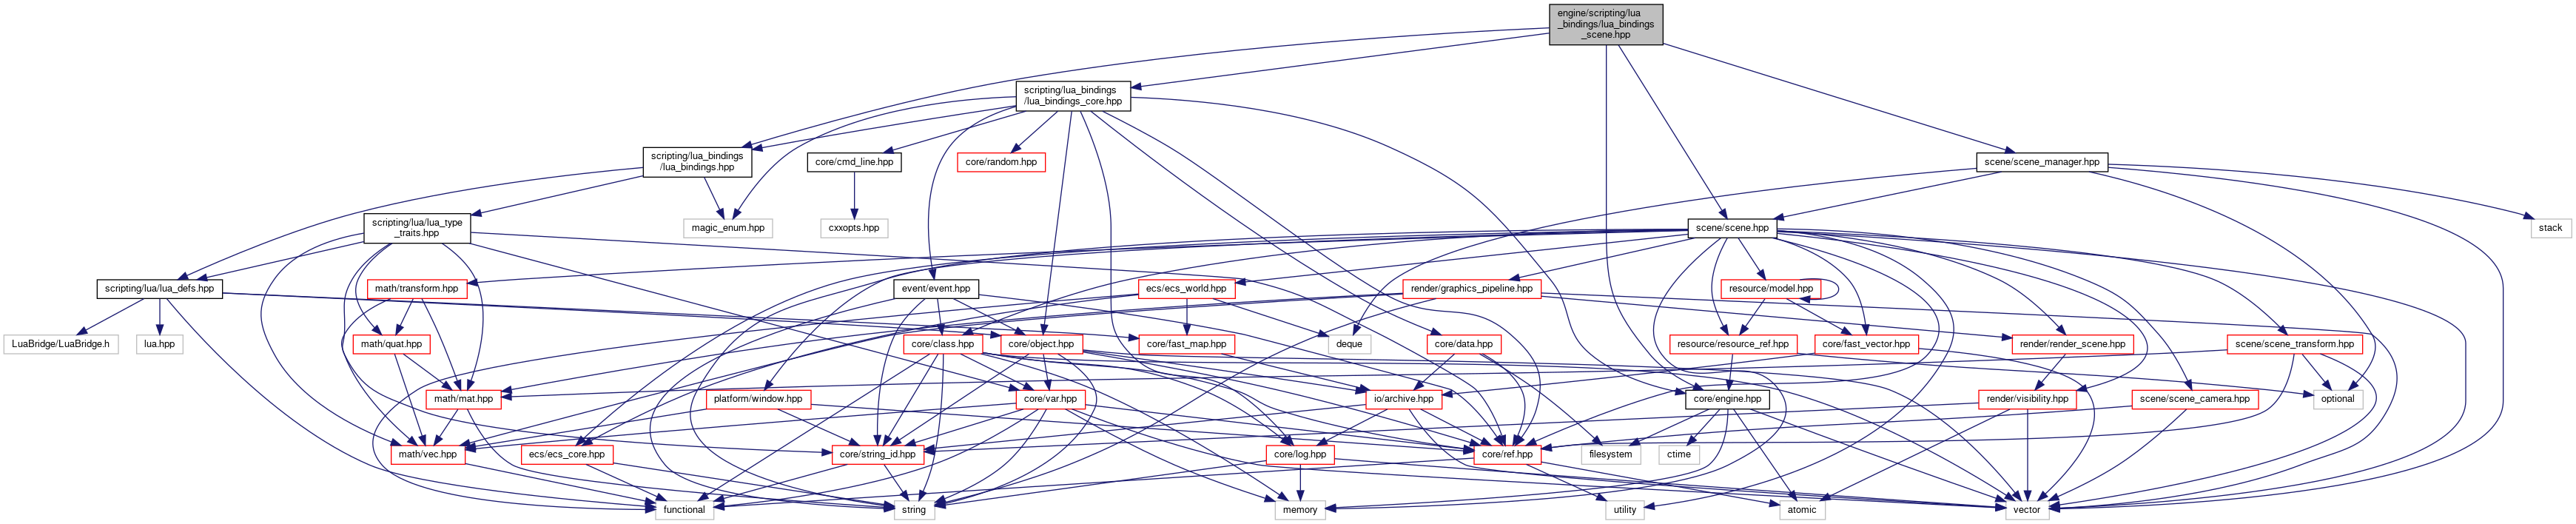 engine/scripting/lua
_bindings/lua_bindings
_scene.hpp
scripting/lua_bindings
/lua_bindings_core.hpp
scripting/lua_bindings
/lua_bindings.hpp
core/cmd_line.hpp
core/random.hpp
scene/scene_manager.hpp
scripting/lua/lua_type
_traits.hpp
magic_enum.hpp
cxxopts.hpp
scene/scene.hpp
stack
scripting/lua/lua_defs.hpp
math/transform.hpp
event/event.hpp
ecs/ecs_world.hpp
render/graphics_pipeline.hpp
resource/model.hpp
LuaBridge/LuaBridge.h
lua.hpp
math/quat.hpp
core/class.hpp
core/object.hpp
core/fast_map.hpp
deque
core/data.hpp
resource/resource_ref.hpp
core/fast_vector.hpp
render/render_scene.hpp
scene/scene_transform.hpp
math/mat.hpp
platform/window.hpp
core/var.hpp
io/archive.hpp
core/engine.hpp
render/visibility.hpp
scene/scene_camera.hpp
optional
math/vec.hpp
ecs/ecs_core.hpp
core/string_id.hpp
core/log.hpp
core/ref.hpp
filesystem
ctime
functional
string
memory
utility
atomic
vector